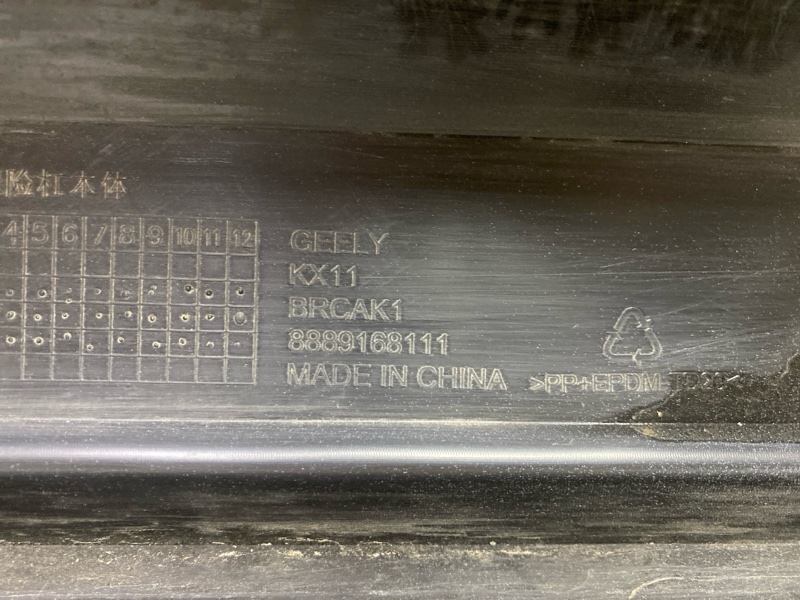 险杠本体
4 5 6 7 8 9 10 11 12
GEELY
KX11
BRCAK1
8889168111
MADE IN CHINA
>PP+EPDM-TD20<